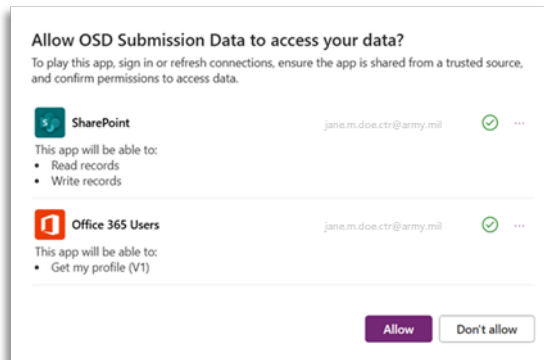 Allow OSD Submission Data to access your data?
To play this app, sign in or refresh connections, ensure the app is shared from a trusted source,
and confirm permissions to access data.
SharePoint jane.m.doe.ctr@army.mil ...
This app will be able to:
• Read records
• Write records
Office 365 Users jane.m.doe.ctr@army.mil ...
This app will be able to:
• Get my profile (V1)
Allow Don't allow